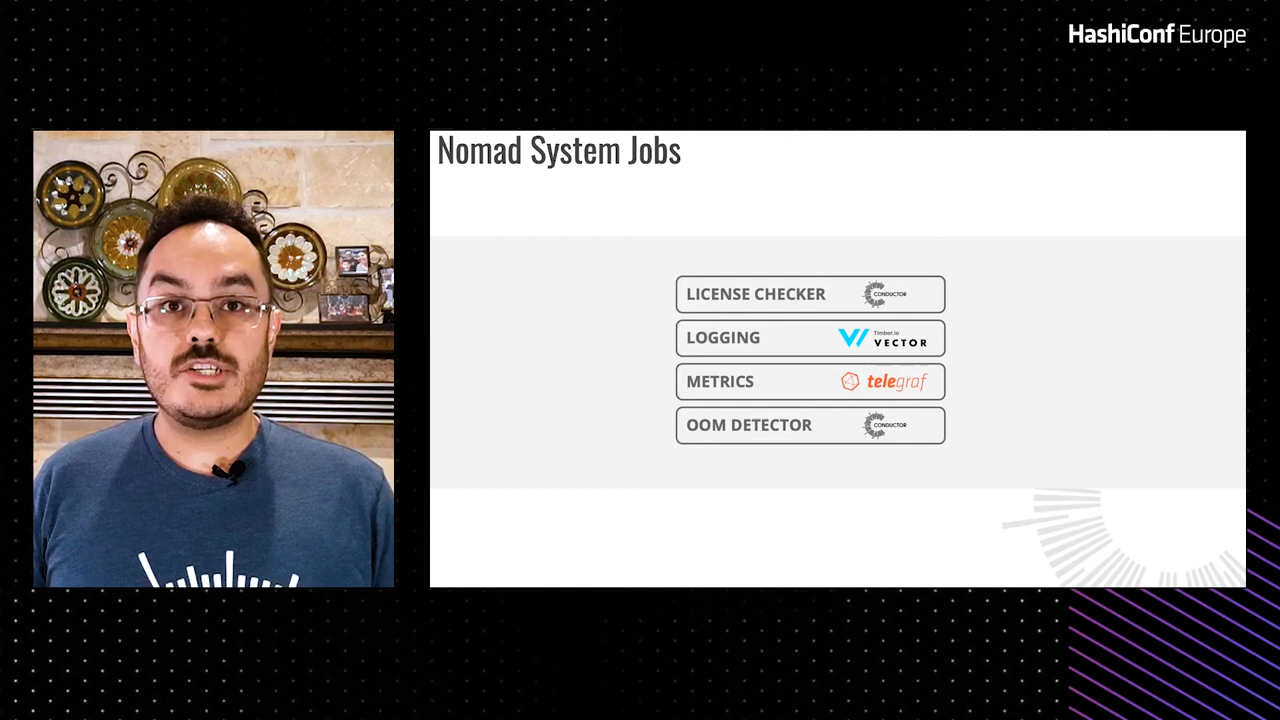 HashiConf Europe
Nomad System Jobs
LICENSE CHECKER CONDUCTOR
LOGGING Timber.io VECTOR
METRICS telegraf
OOM DETECTOR CONDUCTOR